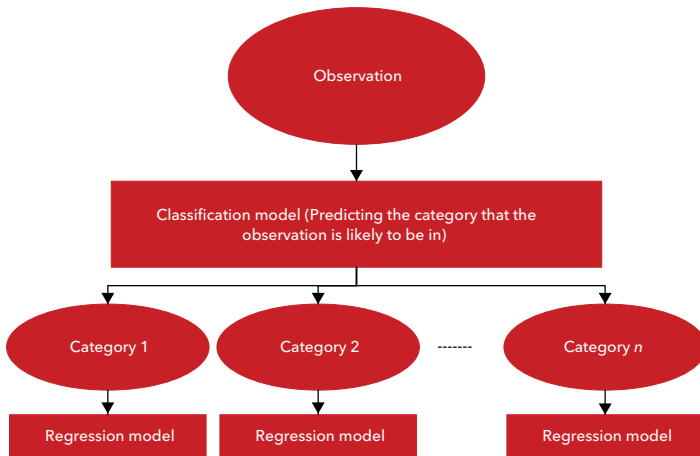 Observation
Classification model (Predicting the category that the
observation is likely to be in)
Category 1
Category 2
-------
Category n
Regression model
Regression model
Regression model